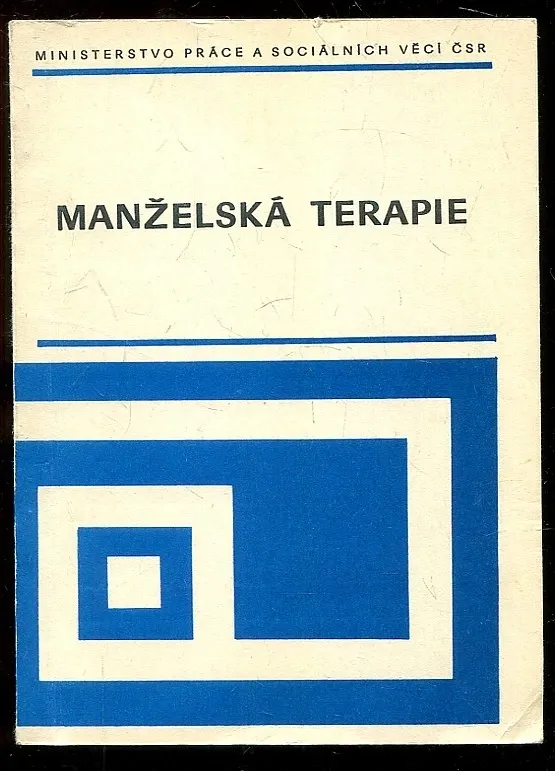 MINISTERSTVO PRÁCE A SOCIÁLNÍCH VĚCÍ ČSR
MANŽELSKÁ TERAPIE